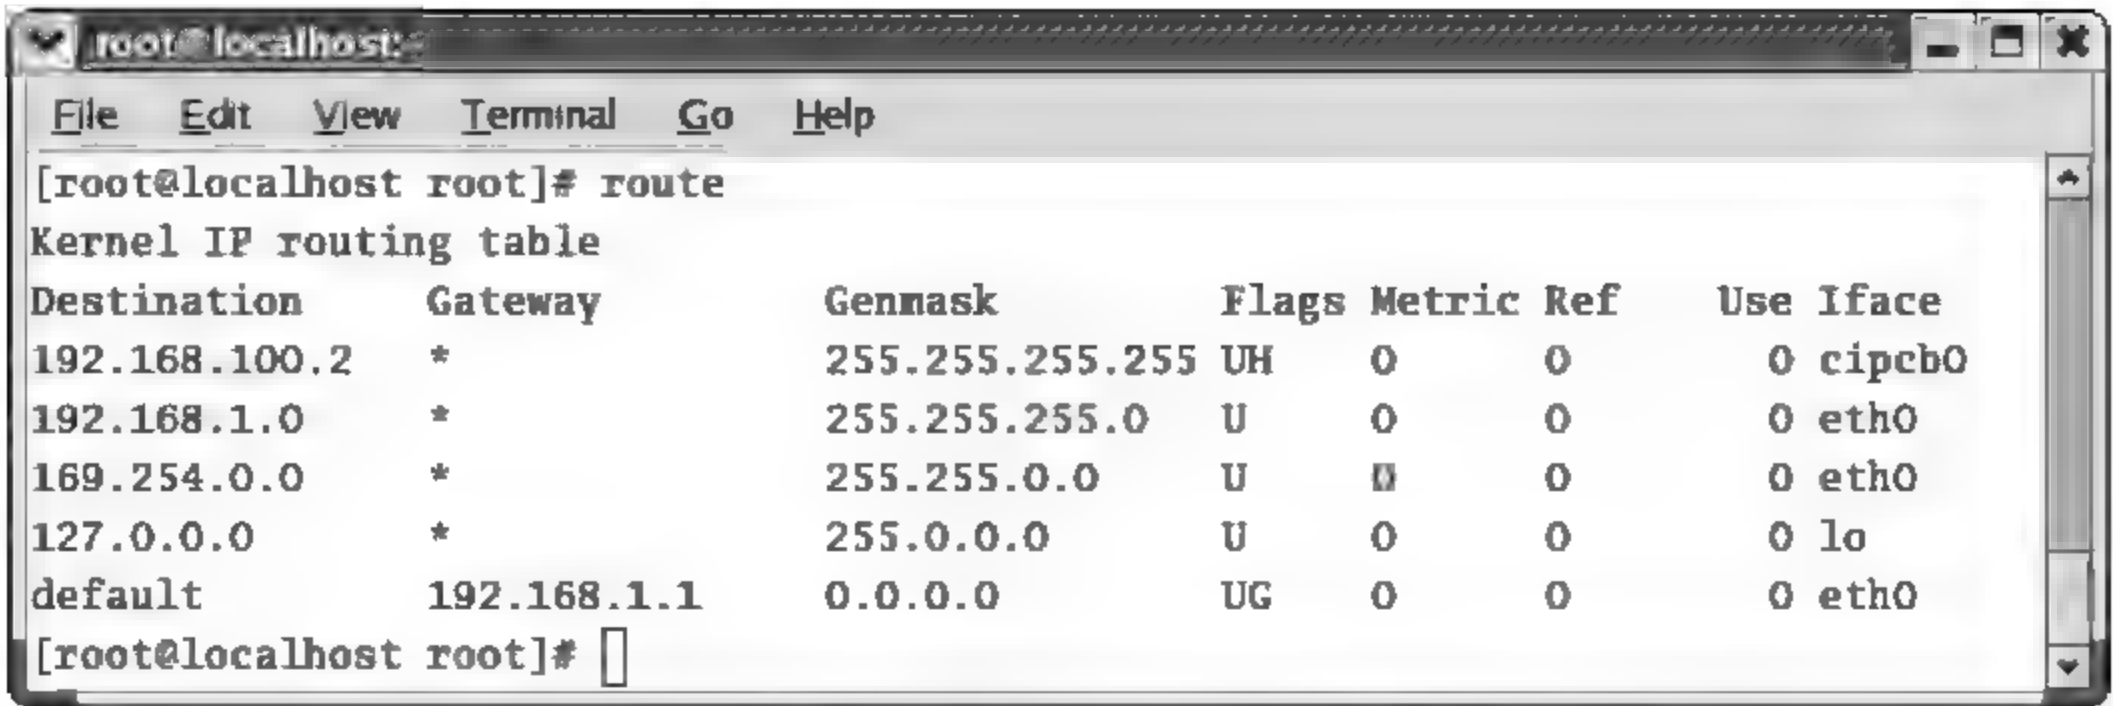 root@localhost:~
File Edit View Terminal Go Help
[root@localhost root]# route
Kernel IP routing table
Destination Gateway Genmask Flags Metric Ref Use Iface
192.168.100.2 * 255.255.255.255 UH 0 0 0 cipcb0
192.168.1.0 * 255.255.255.0 U 0 0 0 eth0
169.254.0.0 * 255.255.0.0 U 0 0 0 eth0
127.0.0.0 * 255.0.0.0 U 0 0 0 lo
default 192.168.1.1 0.0.0.0 UG 0 0 0 eth0
[root@localhost root]#